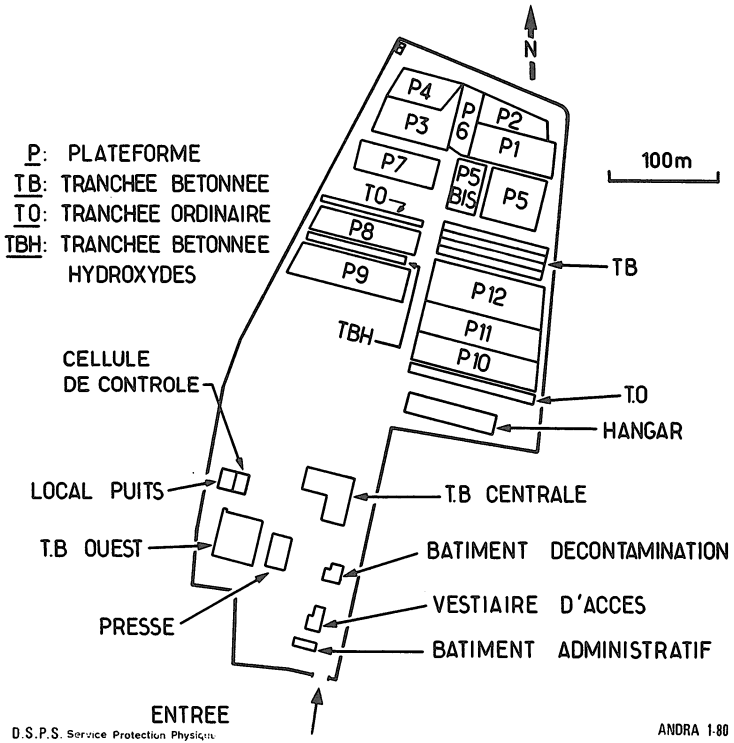 N
P4
P3
P6
P2
P1
P7
P5 BIS
P5
100m
P: PLATEFORME
TB: TRANCHEE BETONNEE
TO: TRANCHEE ORDINAIRE
TBH: TRANCHEE BETONNEE
HYDROXYDES
TO
P8
P9
TB
P12
P11
P10
TBH
CELLULE
DE CONTROLE
T.O
HANGAR
LOCAL PUITS
T.B CENTRALE
T.B OUEST
BATIMENT DECONTAMINATION
PRESSE
VESTIAIRE D'ACCES
BATIMENT ADMINISTRATIF
ENTREE
D.S.P.S. Service Protection Physique
ANDRA 1-80